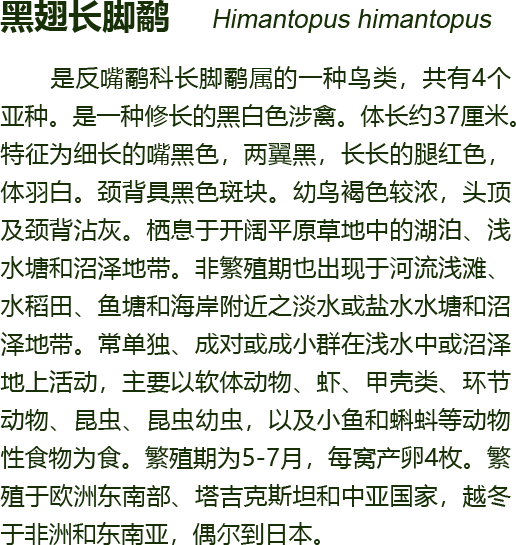 黑翅长脚鹬 Himantopus himantopus
是反嘴鹬科长脚鹬属的一种鸟类，共有4个
亚种。是一种修长的黑白色涉禽。体长约37厘米。
特征为细长的嘴黑色，两翼黑，长长的腿红色，
体羽白。颈背具黑色斑块。幼鸟褐色较浓，头顶
及颈背沾灰。栖息于开阔平原草地中的湖泊、浅
水塘和沼泽地带。非繁殖期也出现于河流浅滩、
水稻田、鱼塘和海岸附近之淡水或盐水水塘和沼
泽地带。常单独、成对或成小群在浅水中或沼泽
地上活动，主要以软体动物、虾、甲壳类、环节
动物、昆虫、昆虫幼虫，以及小鱼和蝌蚪等动物
性食物为食。繁殖期为5-7月，每窝产卵4枚。繁
殖于欧洲东南部、塔吉克斯坦和中亚国家，越冬
于非洲和东南亚，偶尔到日本。